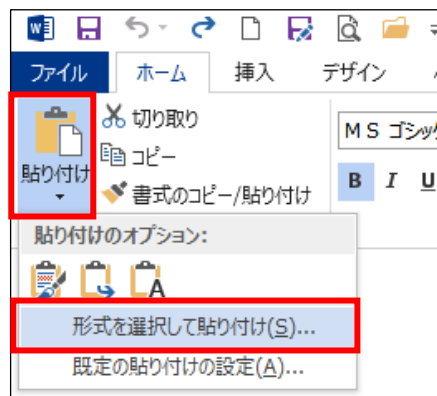 ファイル ホーム 挿入 デザイン
切り取り
コピー
貼り付け
書式のコピー/貼り付け
ＭＳ ゴシック
B I U
貼り付けのオプション:
形式を選択して貼り付け(S)...
既定の貼り付けの設定(A)...